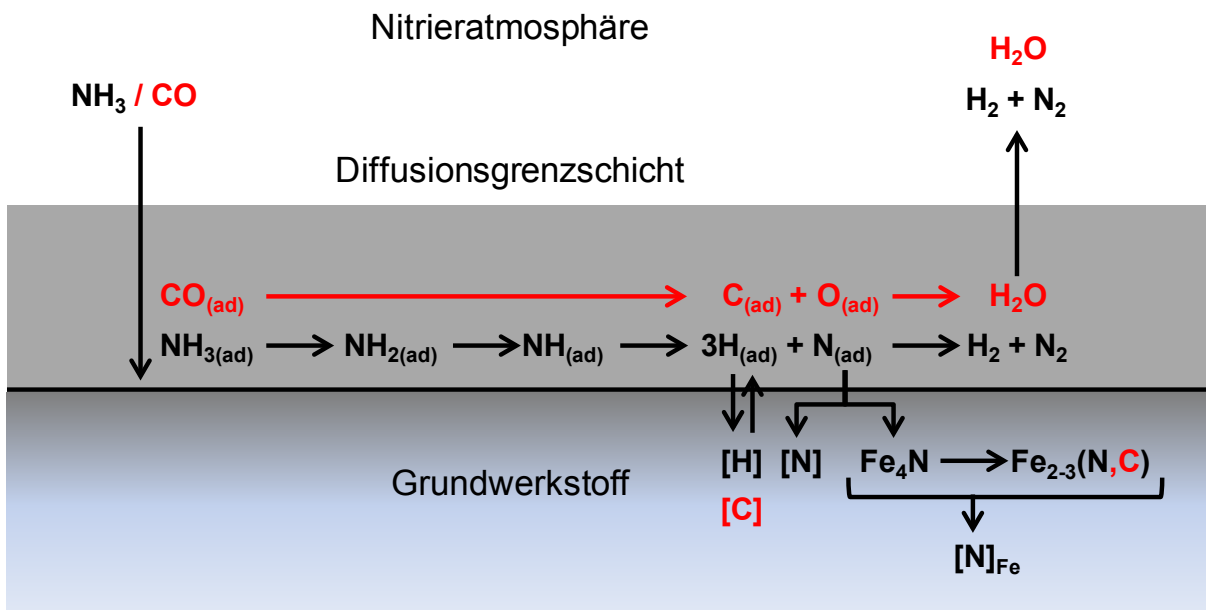 Nitrieratmosphäre
H₂O
NH₃ / CO
H₂ + N₂
Diffusionsgrenzschicht
CO(ad) C(ad) + O(ad) H₂O
NH₃(ad) NH₂(ad) NH(ad) 3H(ad) + N(ad) H₂ + N₂
[H] [N] Fe₄N Fe₂₋₃(N,C)
Grundwerkstoff
[C]
[N]Fe